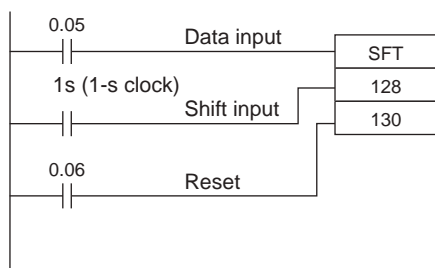 0.05
Data input
SFT
1s (1-s clock)
128
Shift input
130
0.06
Reset